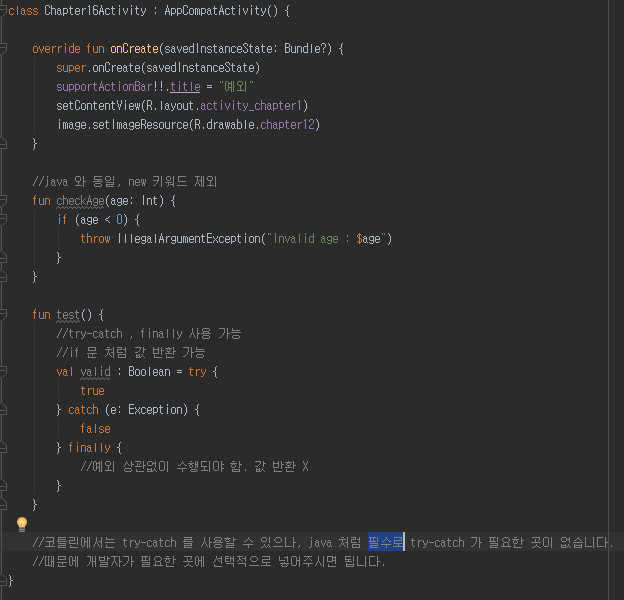 class Chapter16Activity : AppCompatActivity() {
override fun onCreate(savedInstanceState: Bundle?) {
super.onCreate(savedInstanceState)
supportActionBar!!.title = "예외"
setContentView(R.layout.activity_chapter1)
image.setImageResource(R.drawable.chapter12)
}
//java 와 동일, new 키워드 제외
fun checkAge(age: Int) {
if (age < 0) {
throw IllegalArgumentException("Invalid age : $age")
}
}
fun test() {
//try-catch , finally 사용 가능
//if 문 처럼 값 반환 가능
val valid : Boolean = try {
true
} catch (e: Exception) {
false
} finally {
//예외 상관없이 수행되야 함. 값 반환 X
}
}
//코틀린에서는 try-catch 를 사용할 수 있으나, java 처럼 필수로 try-catch 가 필요한 곳이 없습니다.
//때문에 개발자가 필요한 곳에 선택적으로 넣어주시면 됩니다.
}